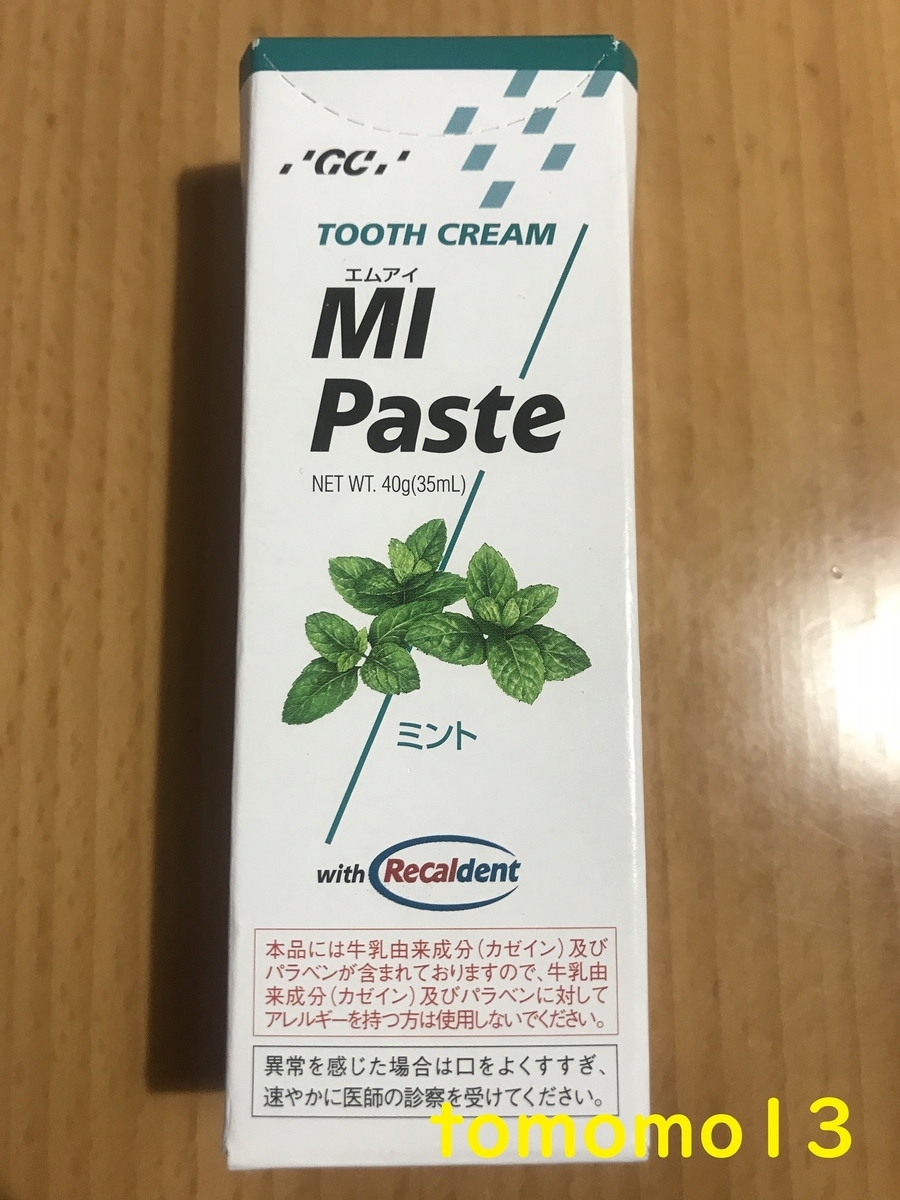 GC
TOOTH CREAM
エムアイ
MI
Paste
NET WT. 40g(35mL)
ミント
with Recaldent
本品には牛乳由来成分(カゼイン)及び
パラベンが含まれておりますので、牛乳由
来成分(カゼイン)及びパラベンに対して
アレルギーを持つ方は使用しないでください。
異常を感じた場合は口をよくすすぎ、
速やかに医師の診察を受けてください。
tomomo13